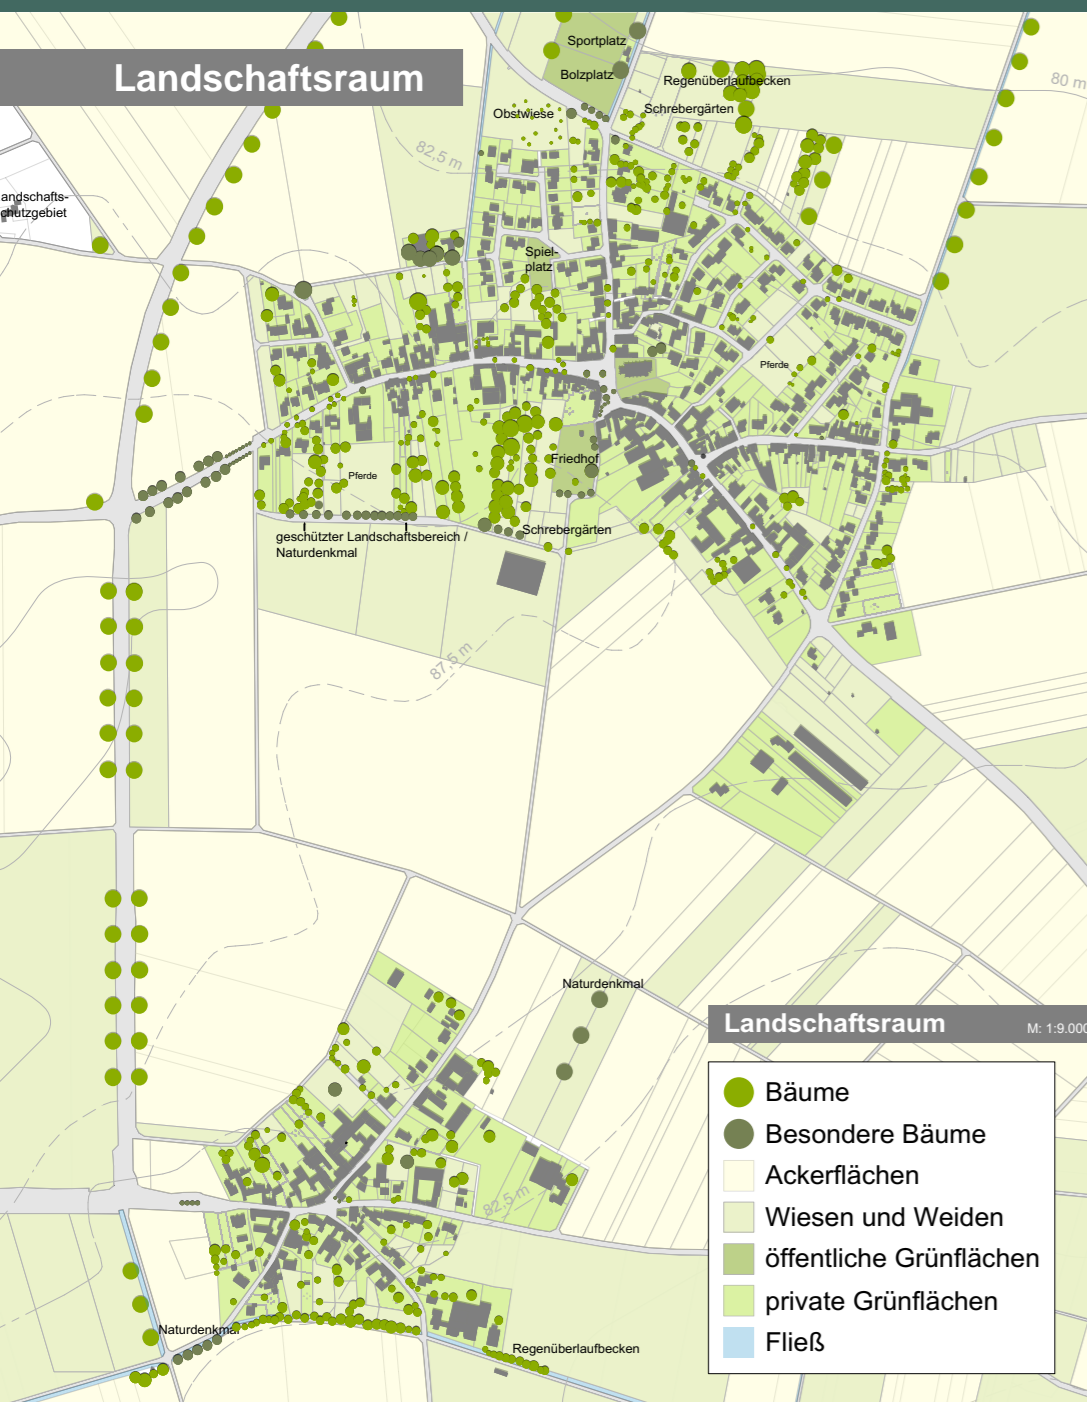 Sportplatz
Landschaftsraum
Bolzplatz
Regenüberlaufbecken
80 m
Schrebergärten
Obstwiese
82,5 m
andschafts-
chutzgebiet
Spiel-
platz
Pferde
Friedhof
Pferde
Schrebergärten
geschützter Landschaftsbereich /
Naturdenkmal
87,5 m
Naturdenkmal
Landschaftsraum
M: 1:9.000
Bäume
Besondere Bäume
Ackerflächen
Wiesen und Weiden
öffentliche Grünflächen
private Grünflächen
Fließ
82,5 m
Naturdenkmal
Regenüberlaufbecken